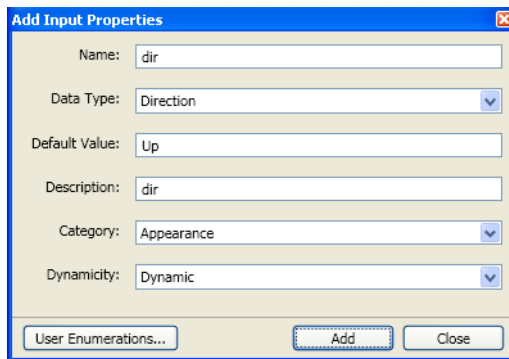 Add Input Properties
Name: dir
Data Type: Direction
Default Value: Up
Description: dir
Category: Appearance
Dynamicity: Dynamic
User Enumerations... Add Close